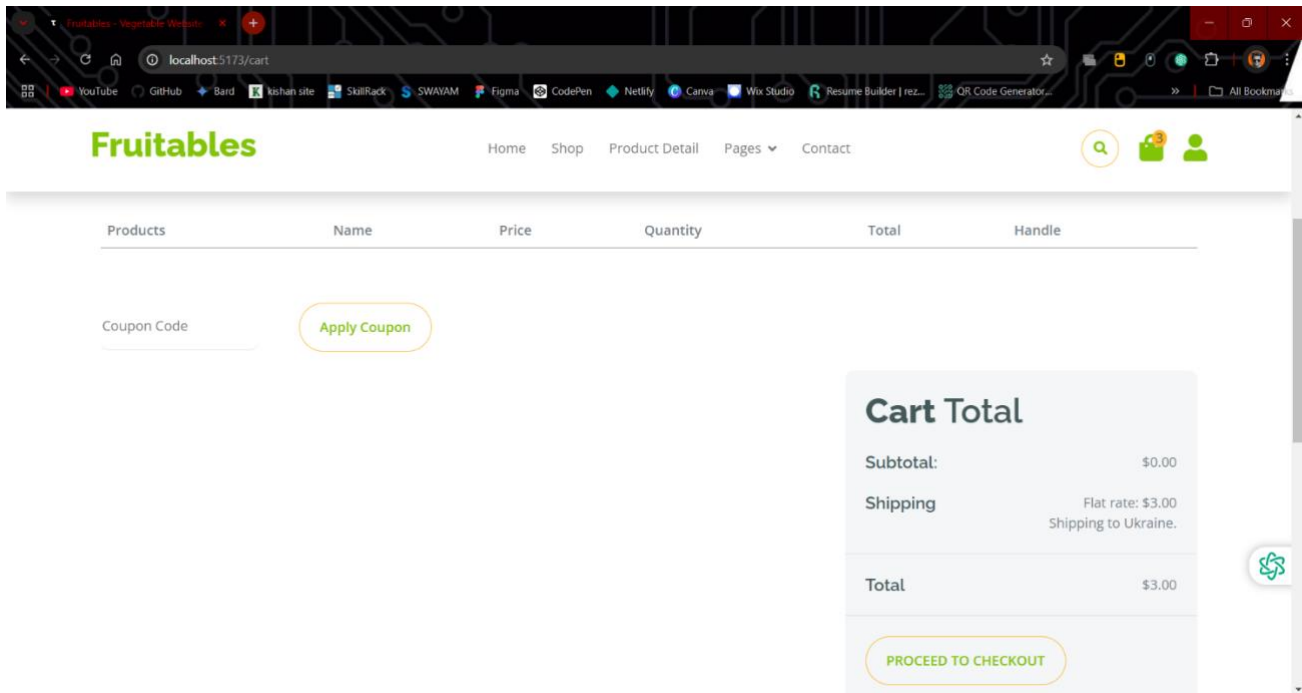 Fruitables - Vegetable Website
localhost:5173/cart
YouTube GitHub Bard kishan site SkillRack SWAYAM Figma CodePen Netlify Canva Wix Studio Resume Builder | rez... QR Code Generator... » All Bookmarks
Fruitables Home Shop Product Detail Pages Contact 3
Products Name Price Quantity Total Handle
Coupon Code Apply Coupon
Cart Total
Subtotal: $0.00
Shipping Flat rate: $3.00
Shipping to Ukraine.
Total $3.00
PROCEED TO CHECKOUT